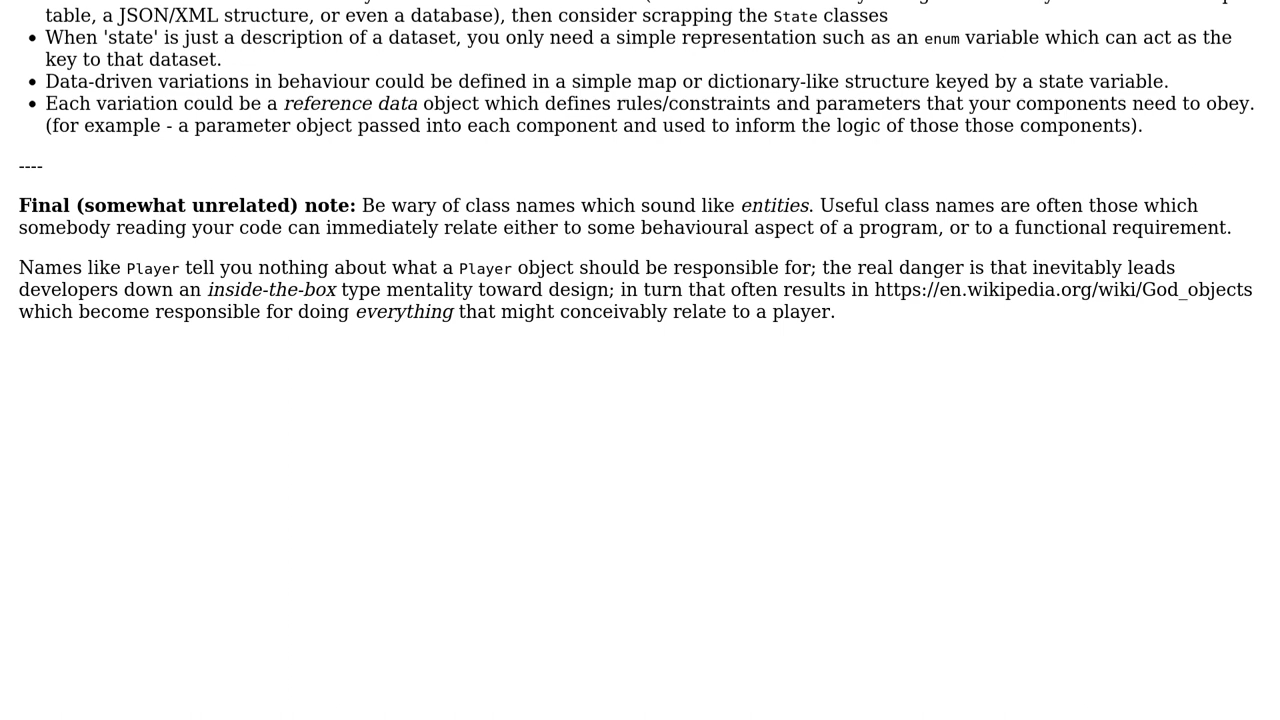 table, a JSON/XML structure, or even a database), then consider scrapping the State classes
• When 'state' is just a description of a dataset, you only need a simple representation such as an enum variable which can act as the
key to that dataset.
• Data-driven variations in behaviour could be defined in a simple map or dictionary-like structure keyed by a state variable.
• Each variation could be a reference data object which defines rules/constraints and parameters that your components need to obey.
(for example - a parameter object passed into each component and used to inform the logic of those those components).
----
Final (somewhat unrelated) note: Be wary of class names which sound like entities. Useful class names are often those which
somebody reading your code can immediately relate either to some behavioural aspect of a program, or to a functional requirement.
Names like Player tell you nothing about what a Player object should be responsible for; the real danger is that inevitably leads
developers down an inside-the-box type mentality toward design; in turn that often results in https://en.wikipedia.org/wiki/God_objects
which become responsible for doing everything that might conceivably relate to a player.